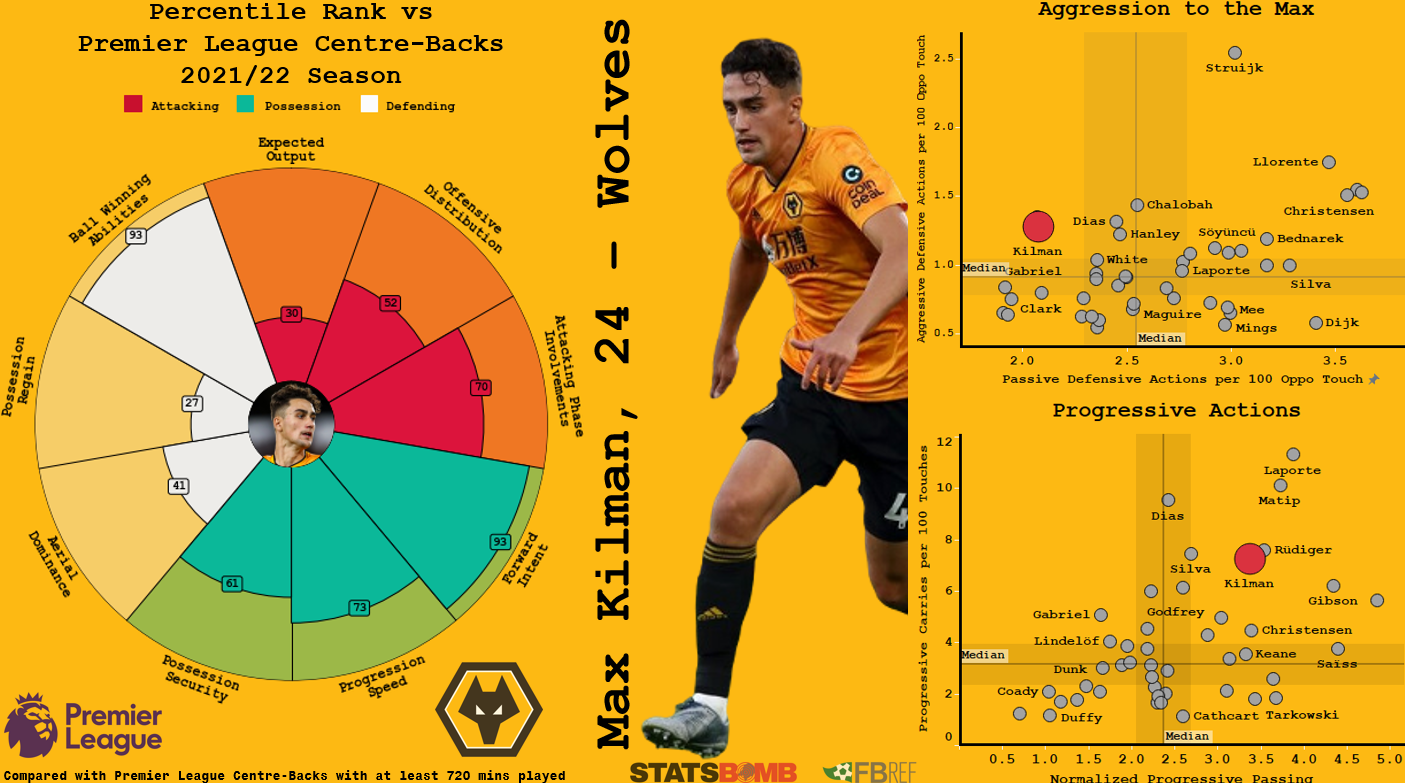 Percentile Rank vs
Premier League Centre-Backs
2021/22 Season
Attacking Possession Defending
Expected
Output
Offensive
Distribution
Attacking Phase
Involvements
Forward
Intent
Progression
Speed
Possession
Security
Aerial
Dominance
Possession
Regain
Ball Winning
Abilities
30
52
70
93
73
61
41
27
93
Premier
League
Compared with Premier League Centre-Backs with at least 720 mins played
Max Kilman, 24 - Wolves
COIN
DEAL
万博
4
STATSBOMB
FBREF
Aggression to the Max
Aggressive Defensive Actions per 100 Oppo Touch
2.5
2.0
1.5
1.0
0.5
Struijk
Llorente
Christensen
Chalobah
Dias
Hanley
Söyüncü
Bednarek
Kilman
White
Median
Gabriel
Laporte
Silva
Clark
Maguire
Mee
Mings
Dijk
Median
2.0 2.5 3.0 3.5
Passive Defensive Actions per 100 Oppo Touch
Progressive Actions
Progressive Carries per 100 Touches
12
10
8
6
4
2
0
Laporte
Matip
Dias
Rüdiger
Silva
Kilman
Gibson
Godfrey
Gabriel
Christensen
Lindelöf
Keane
Median
Saïss
Dunk
Coady
Duffy
Cathcart
Tarkowski
Median
0.5 1.0 1.5 2.0 2.5 3.0 3.5 4.0 4.5 5.0
Normalized Progressive Passing